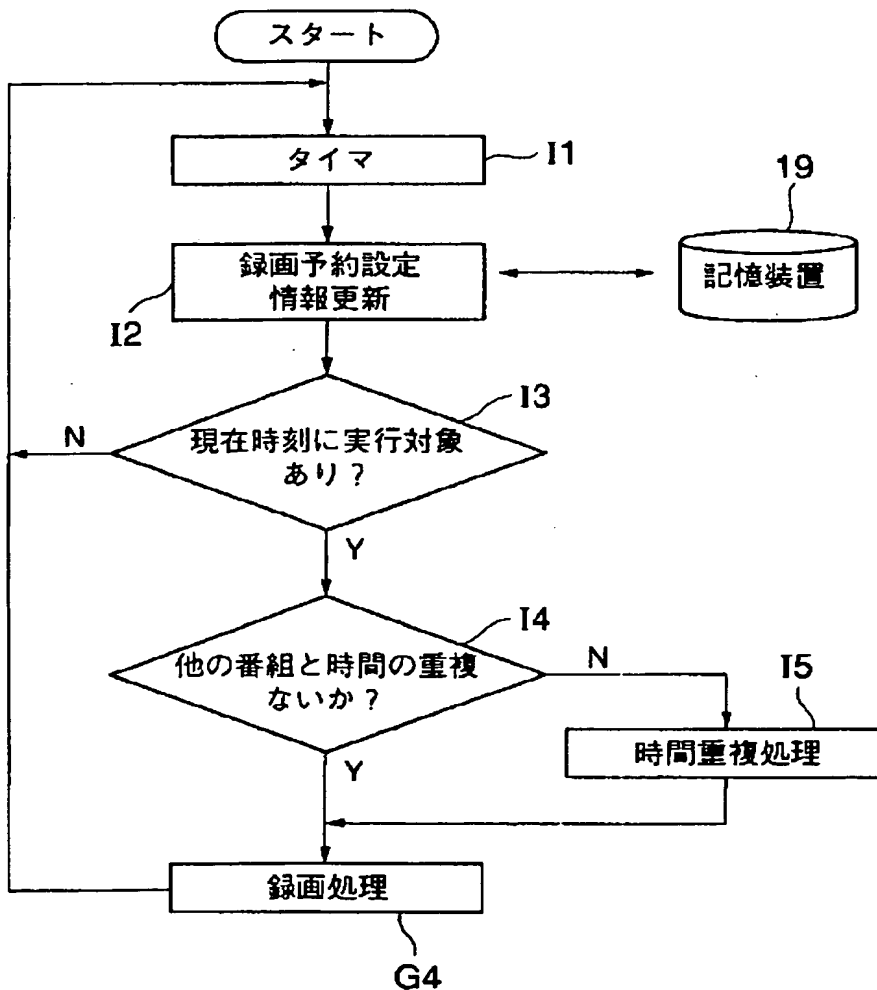 スタート
タイマ
I1
19
録画予約設定
情報更新
記憶装置
I2
I3
現在時刻に実行対象
あり?
N
Y
I4
他の番組と時間の重複
ないか?
N
I5
時間重複処理
Y
録画処理
G4